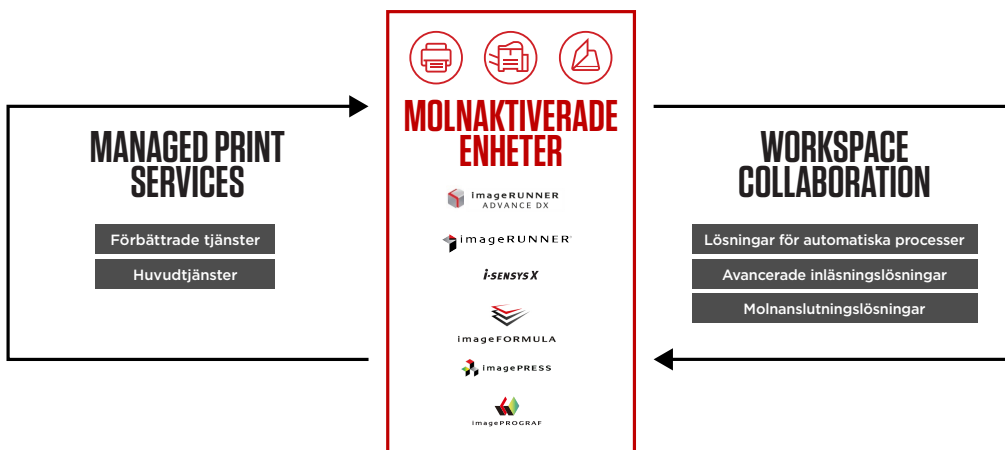 MANAGED PRINT
SERVICES
Förbättrade tjänster
Huvudtjänster
MOLNAKTIVERADE
ENHETER
imageRUNNER
ADVANCE DX
imageRUNNER
i-SENSYS X
imageFORMULA
imagePRESS
imagePROGRAF
WORKSPACE
COLLABORATION
Lösningar för automatiska processer
Avancerade inläsningslösningar
Molnanslutningslösningar